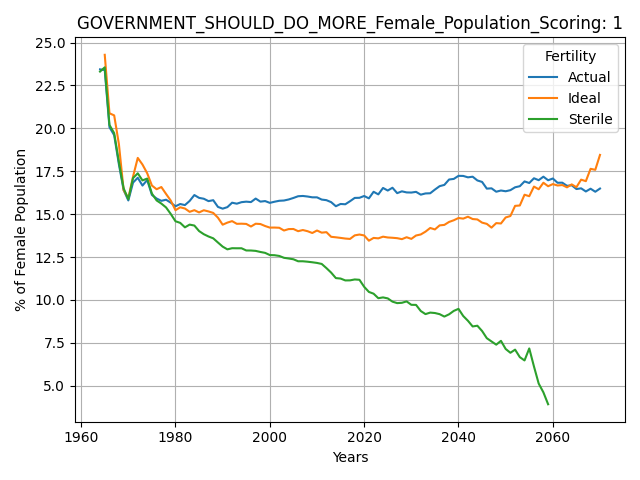 GOVERNMENT_SHOULD_DO_MORE_Female_Population_Scoring: 1
25.0
22.5
20.0
17.5
15.0
12.5
10.0
7.5
5.0
% of Female Population
Fertility
Actual
Ideal
Sterile
1960 1980 2000 2020 2040 2060
Years